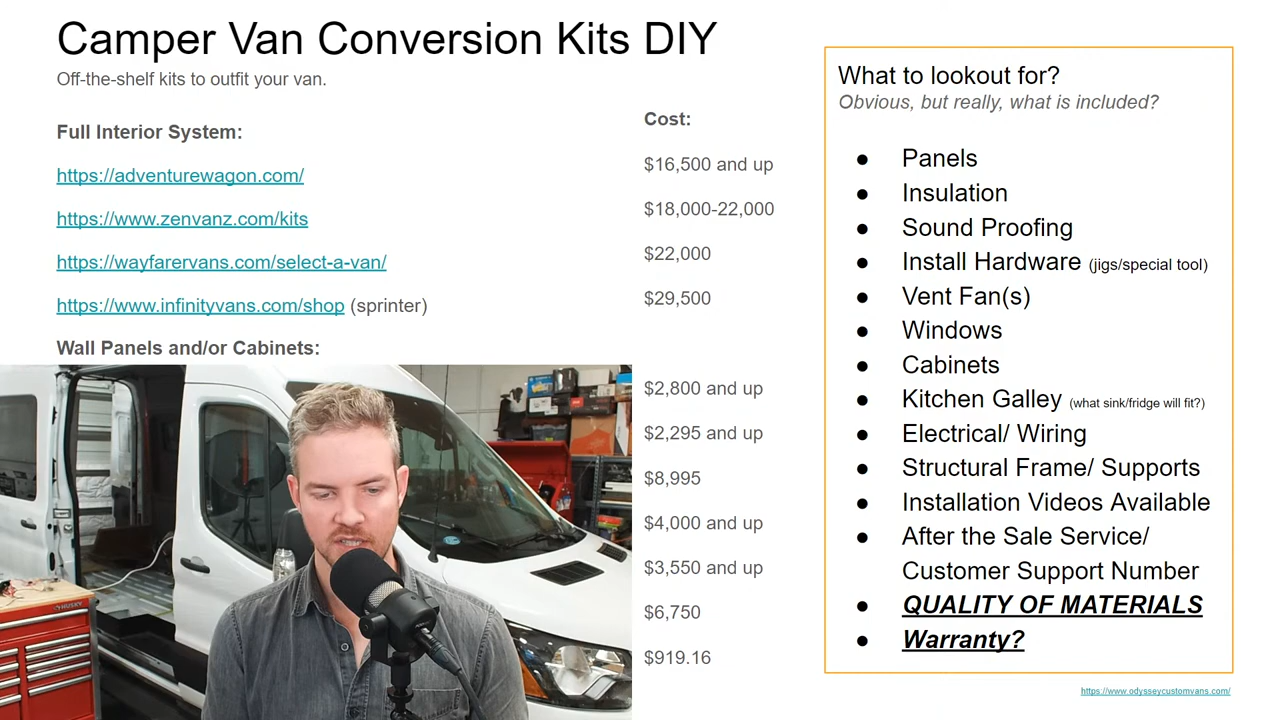 Camper Van Conversion Kits DIY
Off-the-shelf kits to outfit your van.
Full Interior System:
https://adventurewagon.com/
https://www.zenvanz.com/kits
https://wayfarervans.com/select-a-van/
https://www.infinityvans.com/shop (sprinter)
Wall Panels and/or Cabinets:
Cost:
$16,500 and up
$18,000-22,000
$22,000
$29,500
$2,800 and up
$2,295 and up
$8,995
$4,000 and up
$3,550 and up
$6,750
$919.16
What to lookout for?
Obvious, but really, what is included?
● Panels
● Insulation
● Sound Proofing
● Install Hardware (jigs/special tool)
● Vent Fan(s)
● Windows
● Cabinets
● Kitchen Galley (what sink/fridge will fit?)
● Electrical/ Wiring
● Structural Frame/ Supports
● Installation Videos Available
● After the Sale Service/
Customer Support Number
● QUALITY OF MATERIALS
● Warranty?
https://www.odysseycustomvans.com/
HUSKY